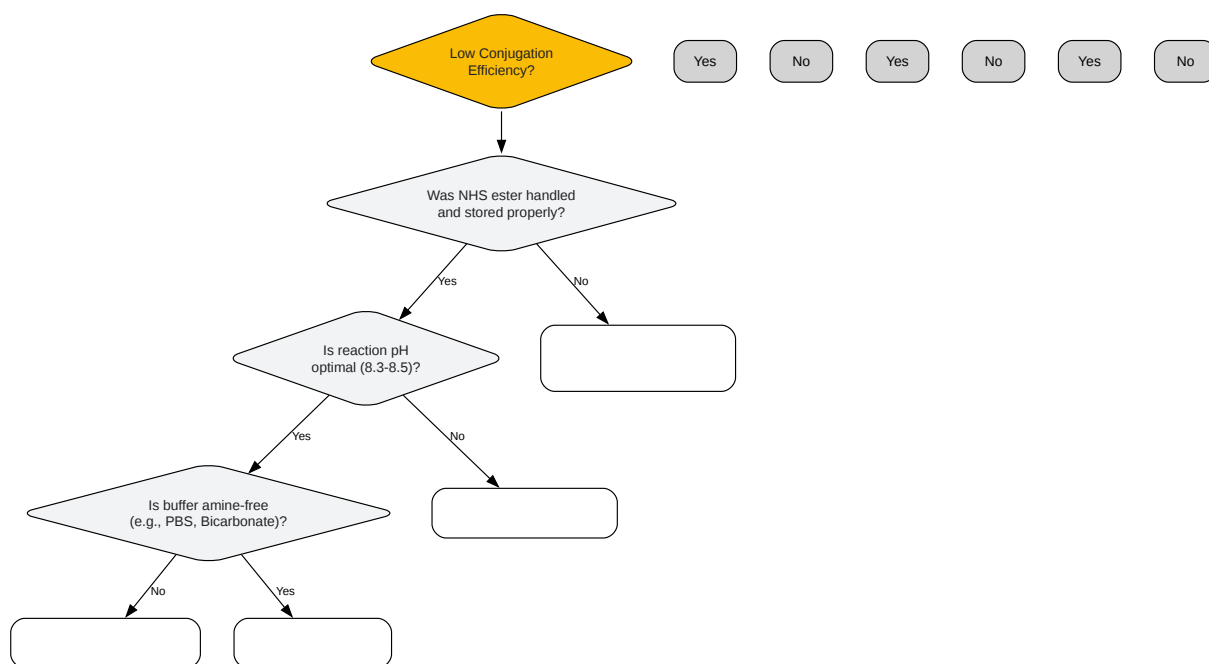 Low Conjugation
Efficiency?
Yes
No
Yes
No
Yes
No
Was NHS ester handled
and stored properly?
Yes
No
Is reaction pH
optimal (8.3-8.5)?
Yes
No
Is buffer amine-free
(e.g., PBS, Bicarbonate)?
No
Yes